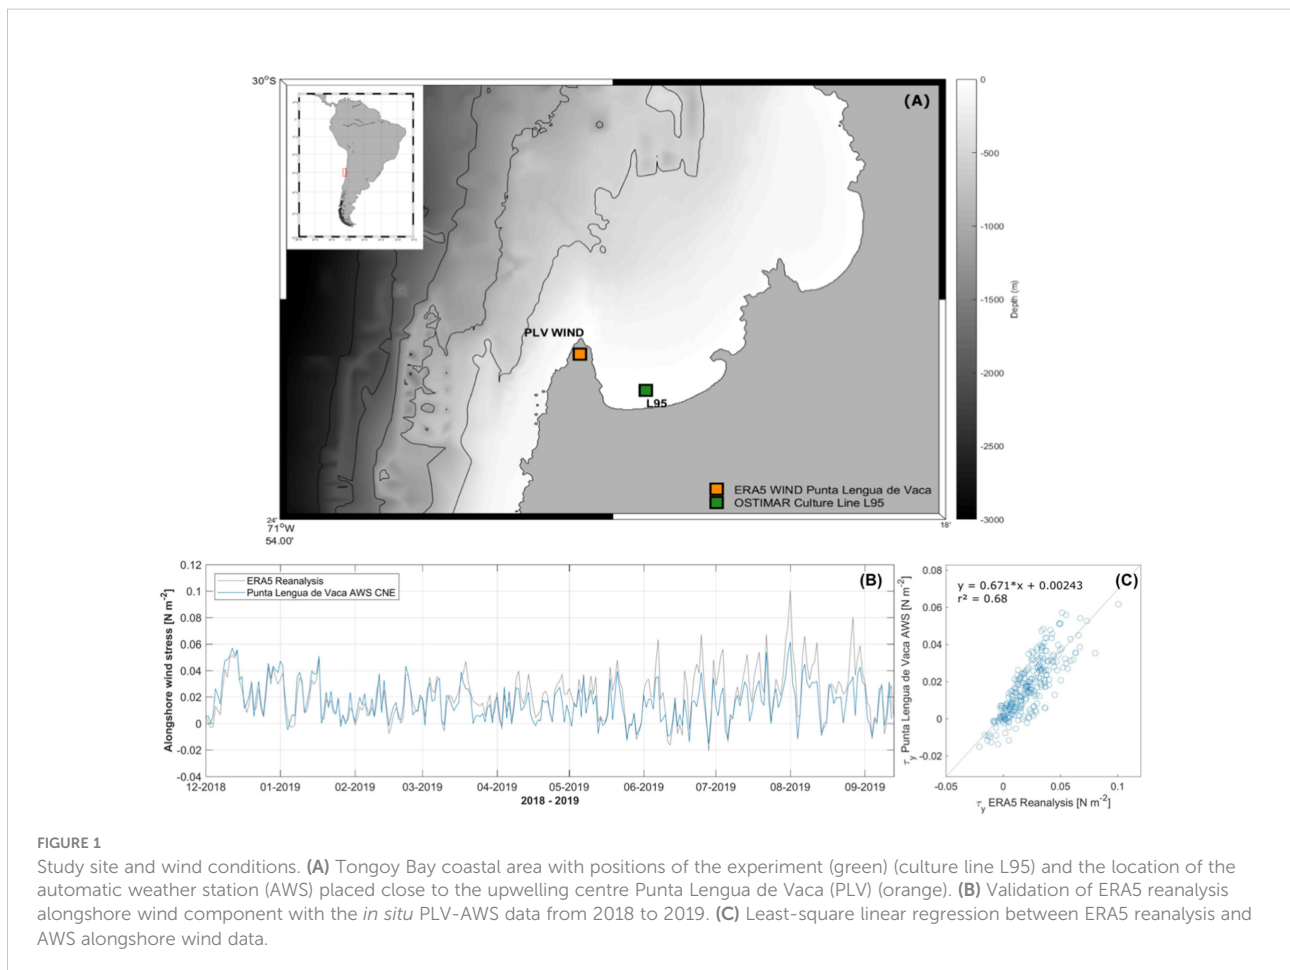 30°S
(A)
0
-500
-1000
-1500
-2000
-2500
-3000
Depth (m)
PLV WIND
L95
ERA5 WIND Punta Lengua de Vaca
OSTIMAR Culture Line L95
24'
71°W
54.00'
18'
0.12
0.1
0.08
0.06
0.04
0.02
0
-0.02
-0.04
Alongshore wind stress [N m⁻²]
ERA5 Reanalysis
Punta Lengua de Vaca AWS CNE
(B)
12-2018
01-2019
02-2019
03-2019
04-2019
05-2019
06-2019
07-2019
08-2019
09-2019
2018 - 2019
τy Punta Lengua de Vaca AWS [N m⁻²]
0.08
0.06
0.04
0.02
0
-0.02
y = 0.671*x + 0.00243
r² = 0.68
(C)
-0.05
0
0.05
0.1
τy ERA5 Reanalysis [N m⁻²]
FIGURE 1
Study site and wind conditions. (A) Tongoy Bay coastal area with positions of the experiment (green) (culture line L95) and the location of the
automatic weather station (AWS) placed close to the upwelling centre Punta Lengua de Vaca (PLV) (orange). (B) Validation of ERA5 reanalysis
alongshore wind component with the in situ PLV-AWS data from 2018 to 2019. (C) Least-square linear regression between ERA5 reanalysis and
AWS alongshore wind data.